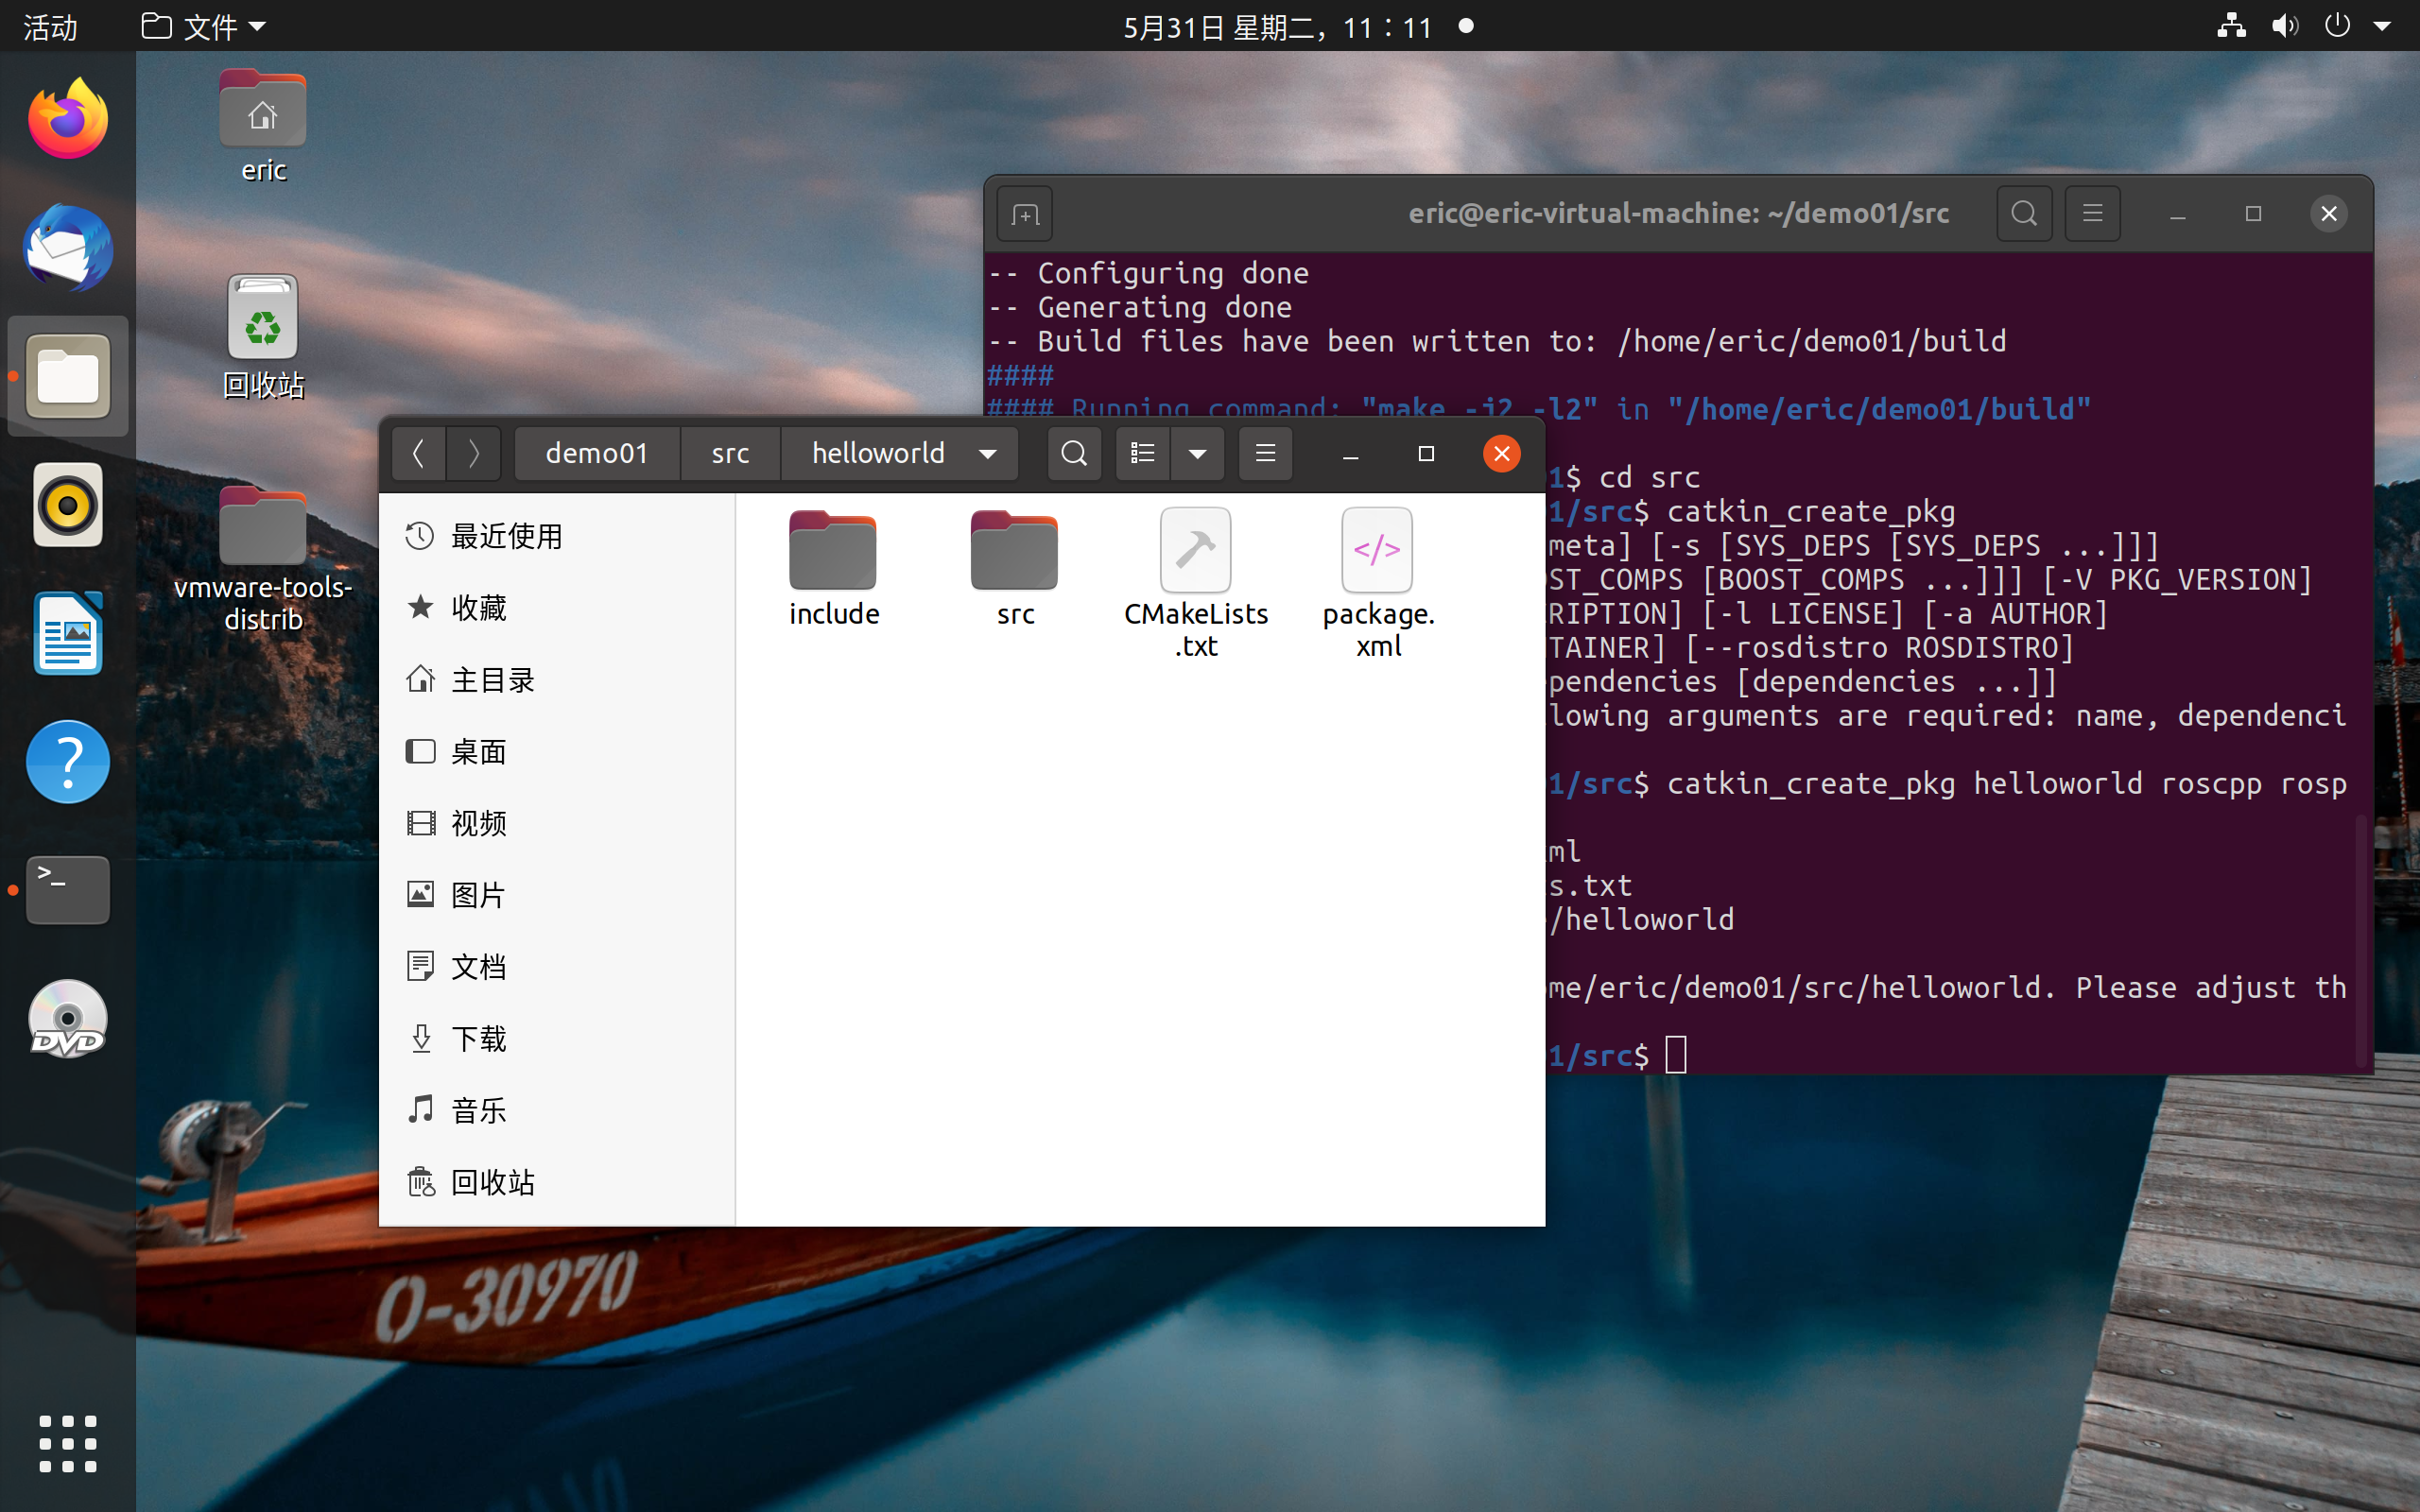 活动
文件
5月31日 星期二，11：11
eric
回收站
vmware-tools-
distrib
eric@eric-virtual-machine: ~/demo01/src
-- Configuring done
-- Generating done
-- Build files have been written to: /home/eric/demo01/build
####
#### Running command: "make -j2 -l2" in "/home/eric/demo01/build"
1$ cd src
1/src$ catkin_create_pkg
meta] [-s [SYS_DEPS [SYS_DEPS ...]]]
ST_COMPS [BOOST_COMPS ...]]] [-V PKG_VERSION]
RIPTION] [-l LICENSE] [-a AUTHOR]
TAINER] [--rosdistro ROSDISTRO]
pendencies [dependencies ...]]
lowing arguments are required: name, dependenci
1/src$ catkin_create_pkg helloworld roscpp rosp
ml
s.txt
/helloworld
me/eric/demo01/src/helloworld. Please adjust th
1/src$
demo01
src
helloworld
最近使用
收藏
主目录
桌面
视频
图片
文档
下载
音乐
回收站
include
src
CMakeLists
.txt
package.
xml
DVD
O-30970